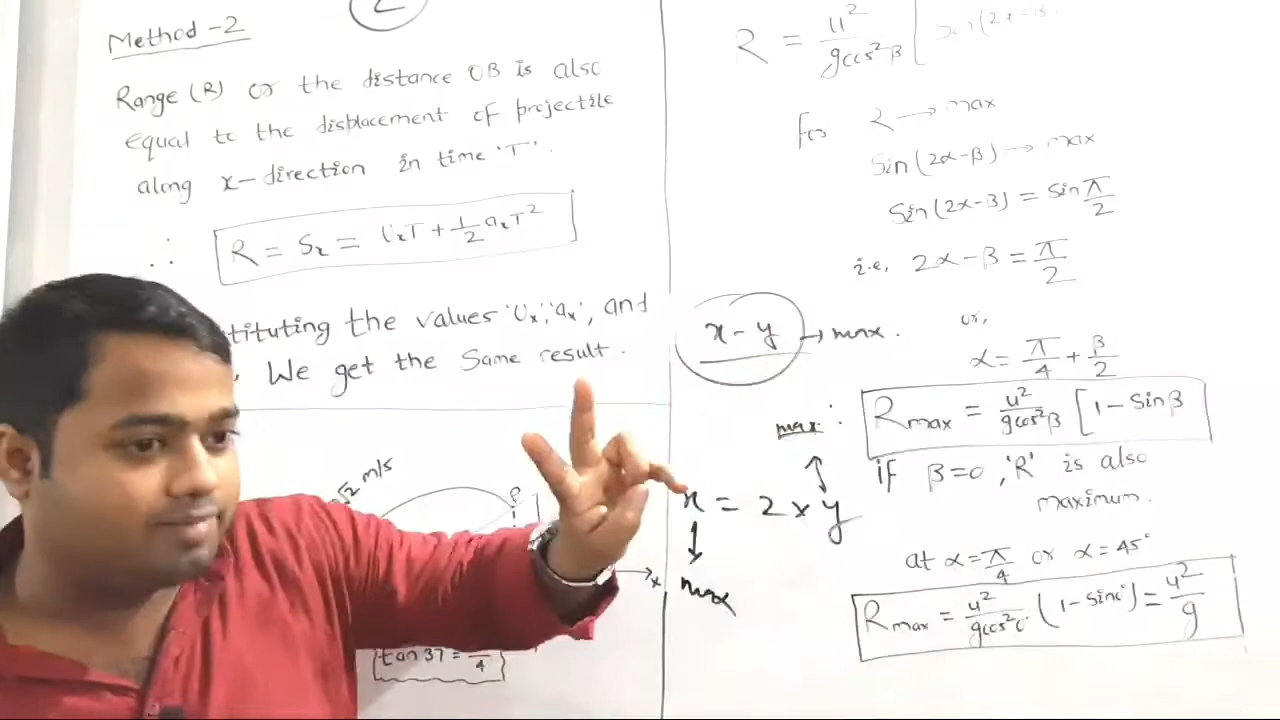 Method-2
Range (R) or the distance OB is also
equal to the displacement of projectile
along x-direction in time 'T'.
∴ R = Sx = UxT + 1/2 axT²
tituting the values 'Ux', 'ax', and
. We get the Same result.
√2 m/s
P
x
tan 37 = /4
R = u²/gcos²β [Sin(2α-β
for R → max
Sin(2α-β) → max
Sin(2α-β) = Sin π/2
i.e, 2α-β = π/2
x - y → max.
or,
α = π/4 + β/2
Rmax = u²/gcos²β [1-Sinβ
max :
if β=0, 'R' is also
maximum.
x = 2 x y
max
at α = π/4 or α = 45°
Rmax = u²/gcos²0° (1-Sin0°) = u²/g